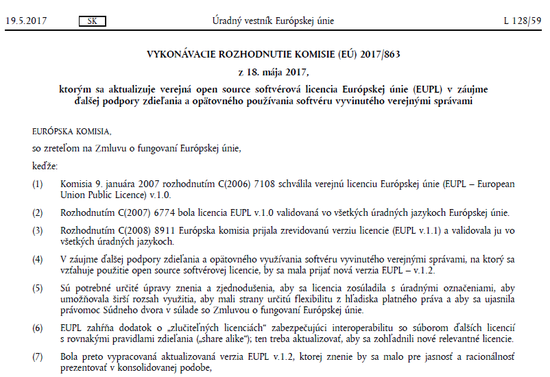 19.5.2017 SK Úradný vestník Európskej únie L 128/59
VYKONÁVACIE ROZHODNUTIE KOMISIE (EÚ) 2017/863
z 18. mája 2017,
ktorým sa aktualizuje verejná open source softvérová licencia Európskej únie (EUPL) v záujme
ďalšej podpory zdieľania a opätovného používania softvéru vyvinutého verejnými správami
EURÓPSKA KOMISIA,
so zreteľom na Zmluvu o fungovaní Európskej únie,
keďže:
(1) Komisia 9. januára 2007 rozhodnutím C(2006) 7108 schválila verejnú licenciu Európskej únie (EUPL – European
Union Public Licence) v.1.0.
(2) Rozhodnutím C(2007) 6774 bola licencia EUPL v.1.0 validovaná vo všetkých úradných jazykoch Európskej únie.
(3) Rozhodnutím C(2008) 8911 Európska komisia prijala zrevidovanú verziu licencie (EUPL v.1.1) a validovala ju vo
všetkých úradných jazykoch.
(4) V záujme ďalšej podpory zdieľania a opätovného využívania softvéru vyvinutého verejnými správami, na ktorý sa
vzťahuje použitie open source softvérovej licencie, by sa mala prijať nová verzia EUPL – v.1.2.
(5) Sú potrebné určité úpravy znenia a zjednodušenia, aby sa licencia zosúladila s úradnými označeniami, aby
umožňovala širší rozsah využitia, aby mali strany určitú flexibilitu z hľadiska platného práva a aby sa ujasnila
právomoc Súdneho dvora v súlade so Zmluvou o fungovaní Európskej únie.
(6) EUPL zahŕňa dodatok o „zlučiteľných licenciách“ zabezpečujúci interoperabilitu so súborom ďalších licencií
s rovnakými pravidlami zdieľania („share alike“); ten treba aktualizovať, aby sa zohľadnili nové relevantné licencie.
(7) Bola preto vypracovaná aktualizovaná verzia EUPL v.1.2, ktorej znenie by sa malo pre jasnosť a racionálnosť
prezentovať v konsolidovanej podobe,